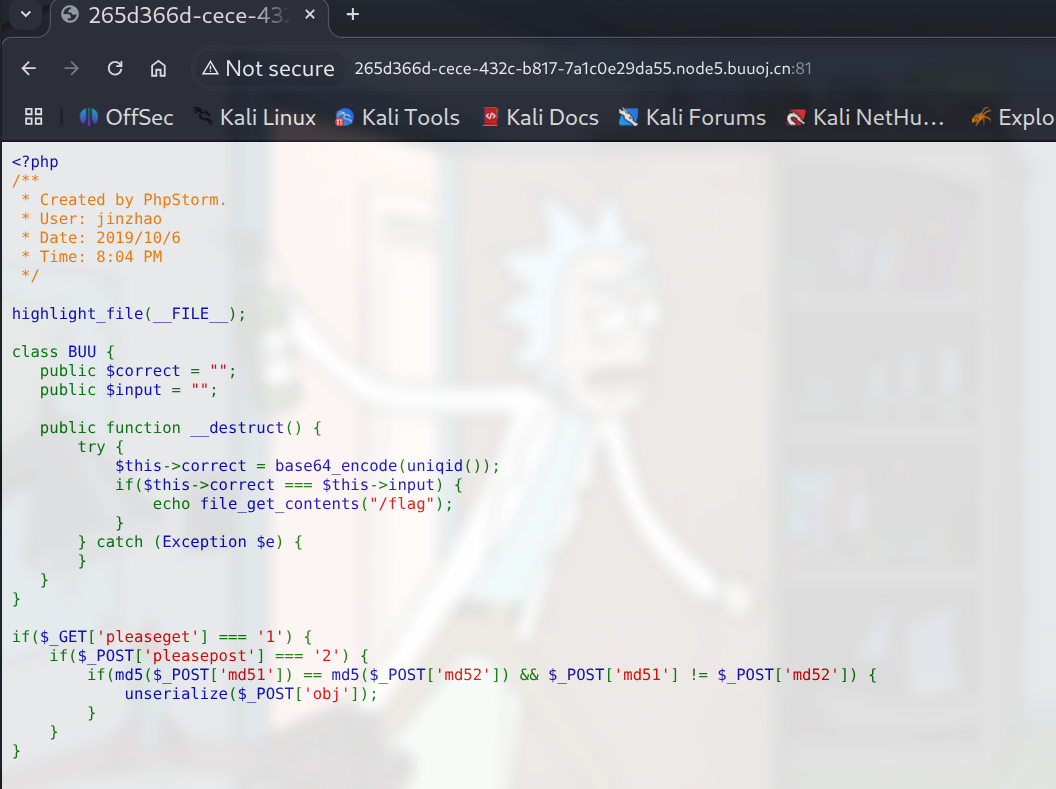 265d366d-cece-432
Not secure 265d366d-cece-432c-b817-7a1c0e29da55.node5.buuoj.cn:81
OffSec Kali Linux Kali Tools Kali Docs Kali Forums Kali NetHu... Explo
<?php
/**
 * Created by PhpStorm.
 * User: jinzhao
 * Date: 2019/10/6
 * Time: 8:04 PM
 */
highlight_file(__FILE__);
class BUU {
   public $correct = "";
   public $input = "";
   public function __destruct() {
       try {
           $this->correct = base64_encode(uniqid());
           if($this->correct === $this->input) {
               echo file_get_contents("/flag");
           }
       } catch (Exception $e) {
       }
   }
}
if($_GET['pleaseget'] === '1') {
    if($_POST['pleasepost'] === '2') {
        if(md5($_POST['md51']) == md5($_POST['md52']) && $_POST['md51'] != $_POST['md52']) {
            unserialize($_POST['obj']);
        }
    }
}